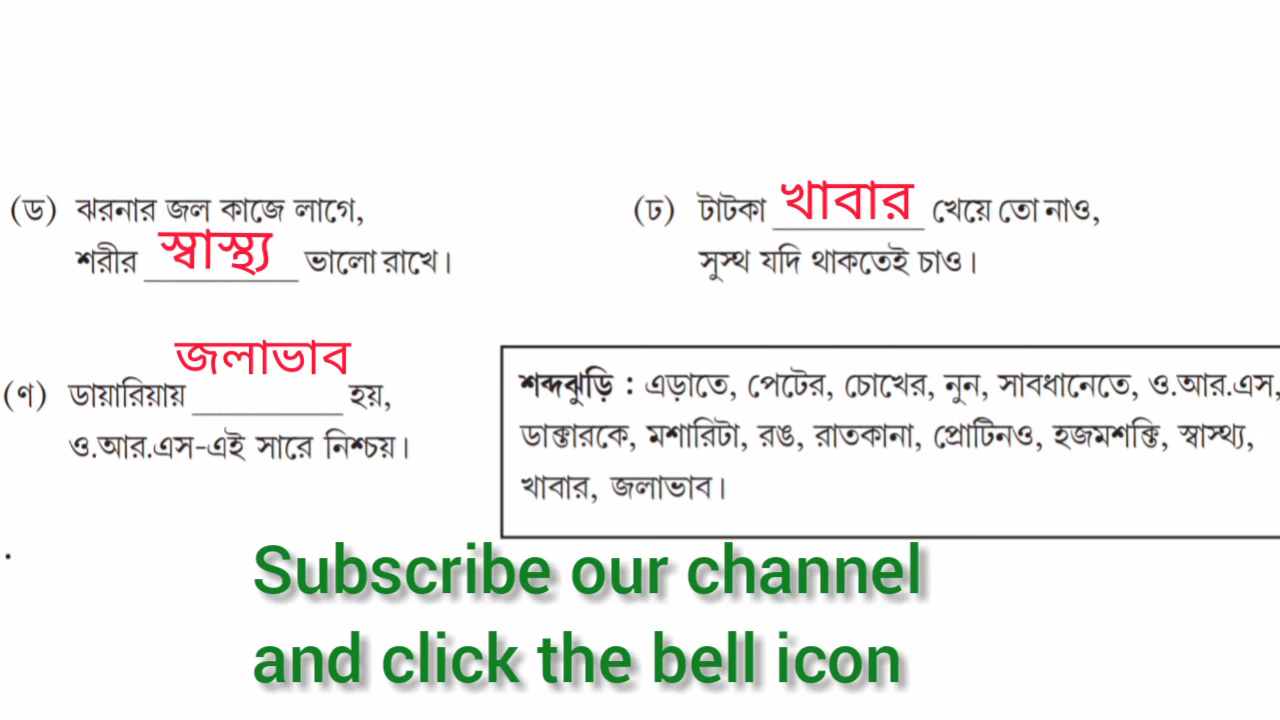 (ড) ঝরনার জল কাজে লাগে,
শরীর স্বাস্থ্য ভালো রাখে।
(ঢ) টাটকা খাবার খেয়ে তো নাও,
সুস্থ যদি থাকতেই চাও।
(ণ) ডায়ারিয়ায় জলাভাব হয়,
ও.আর.এস-এই সারে নিশ্চয়।
শব্দঝুড়ি : এড়াতে, পেটের, চোখের, নুন, সাবধানেতে, ও.আর.এস,
ডাক্তারকে, মশারিটা, রঙ, রাতকানা, প্রোটিনও, হজমশক্তি, স্বাস্থ্য,
খাবার, জলাভাব।
Subscribe our channel
and click the bell icon